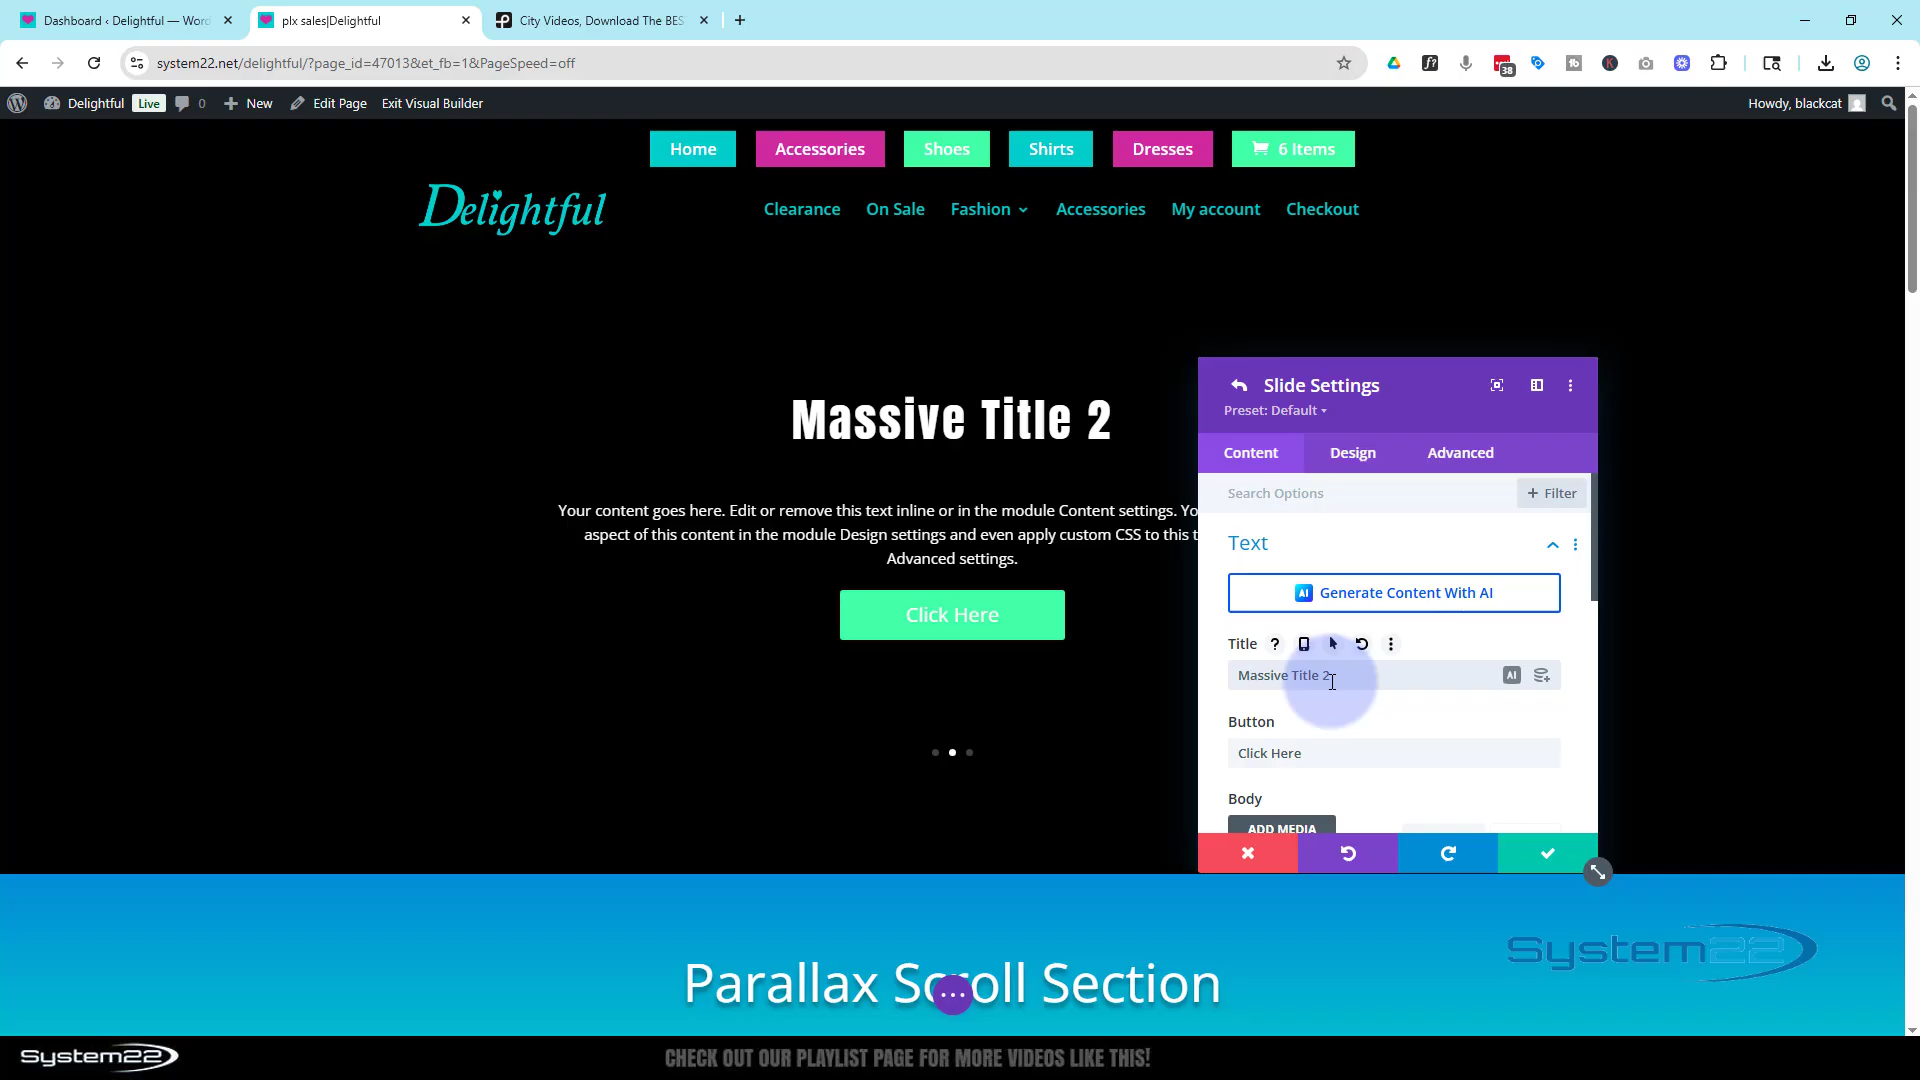 Dashboard ‹ Delightful — Word
plx sales|Delightful
City Videos, Download The BES
system22.net/delightful/?page_id=47013&et_fb=1&PageSpeed=off
38
Delightful Live 0 New Edit Page Exit Visual Builder
Howdy, blackcat
Home Accessories Shoes Shirts Dresses 6 Items
Delightful
Clearance On Sale Fashion Accessories My account Checkout
Massive Title 2
Your content goes here. Edit or remove this text inline or in the module Content settings. Yo
aspect of this content in the module Design settings and even apply custom CSS to this t
Advanced settings.
Click Here
Slide Settings
Preset: Default
Content Design Advanced
Search Options
+ Filter
Text
AI Generate Content With AI
Title ?
Massive Title 2
AI
Button
Click Here
Body
ADD MEDIA
System22
Parallax Scroll Section
System22
CHECK OUT OUR PLAYLIST PAGE FOR MORE VIDEOS LIKE THIS!